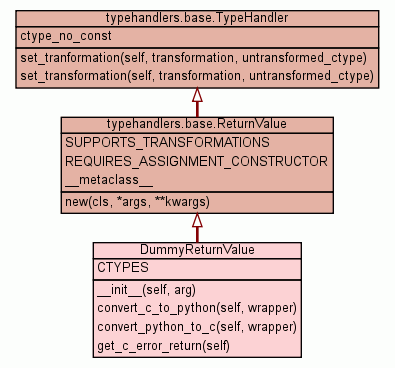 typehandlers.base.TypeHandler
ctype_no_const
set_tranformation(self, transformation, untransformed_ctype)
set_transformation(self, transformation, untransformed_ctype)
typehandlers.base.ReturnValue
SUPPORTS_TRANSFORMATIONS
REQUIRES_ASSIGNMENT_CONSTRUCTOR
__metaclass__
new(cls, *args, **kwargs)
DummyReturnValue
CTYPES
__init__(self, arg)
convert_c_to_python(self, wrapper)
convert_python_to_c(self, wrapper)
get_c_error_return(self)